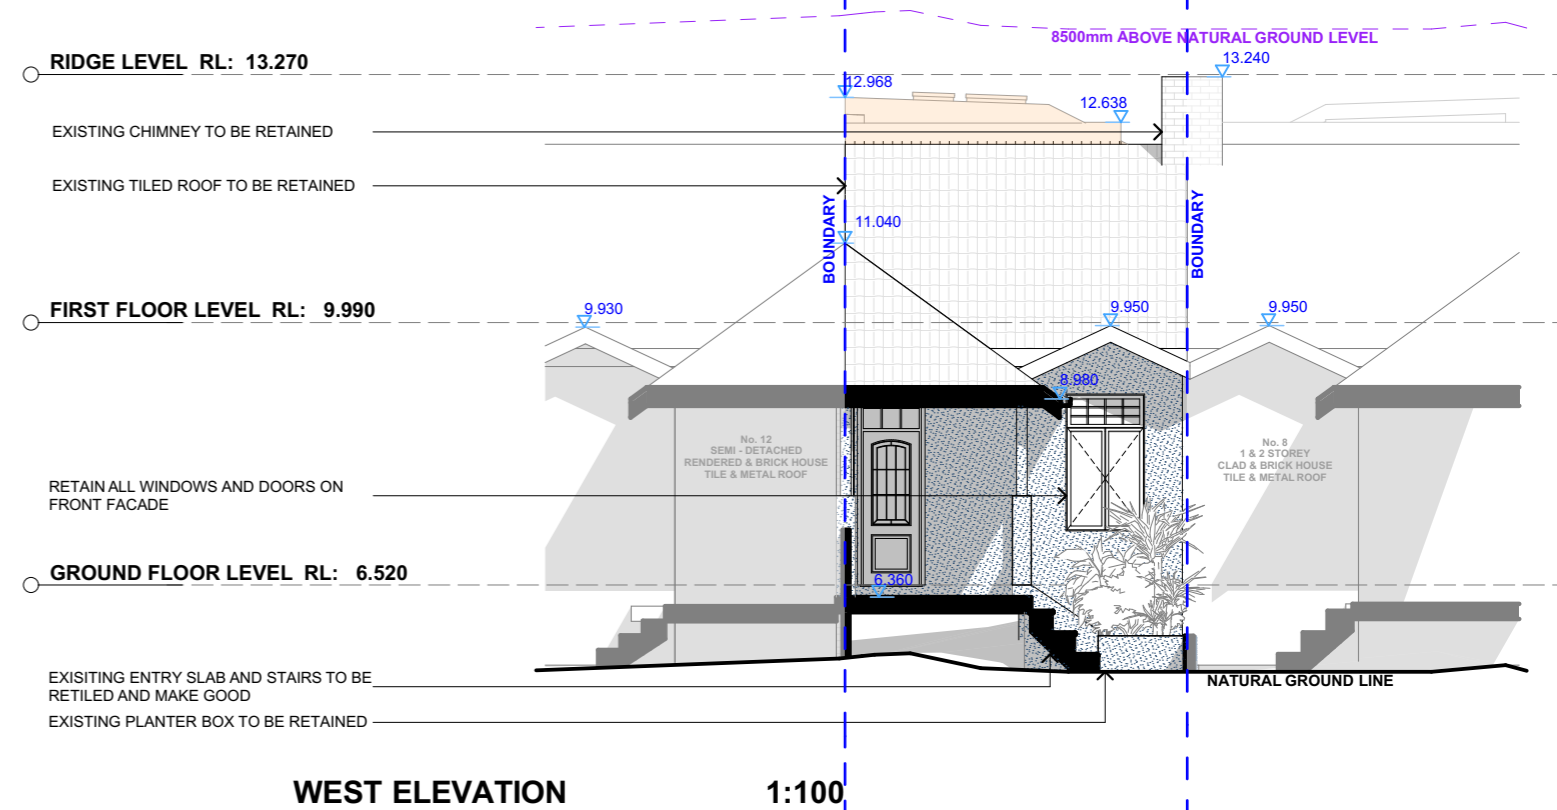 8500mm ABOVE NATURAL GROUND LEVEL
RIDGE LEVEL RL: 13.270
13.240
12.968
12.638
EXISTING CHIMNEY TO BE RETAINED
EXISTING TILED ROOF TO BE RETAINED
BOUNDARY
BOUNDARY
11.040
FIRST FLOOR LEVEL RL: 9.990
9.930
9.950
9.950
8.980
No. 12
SEMI - DETACHED
RENDERED & BRICK HOUSE
TILE & METAL ROOF
No. 8
1 & 2 STOREY
CLAD & BRICK HOUSE
TILE & METAL ROOF
RETAIN ALL WINDOWS AND DOORS ON
FRONT FACADE
GROUND FLOOR LEVEL RL: 6.520
6.360
EXISITING ENTRY SLAB AND STAIRS TO BE
RETILED AND MAKE GOOD
NATURAL GROUND LINE
EXISTING PLANTER BOX TO BE RETAINED
WEST ELEVATION 1:100